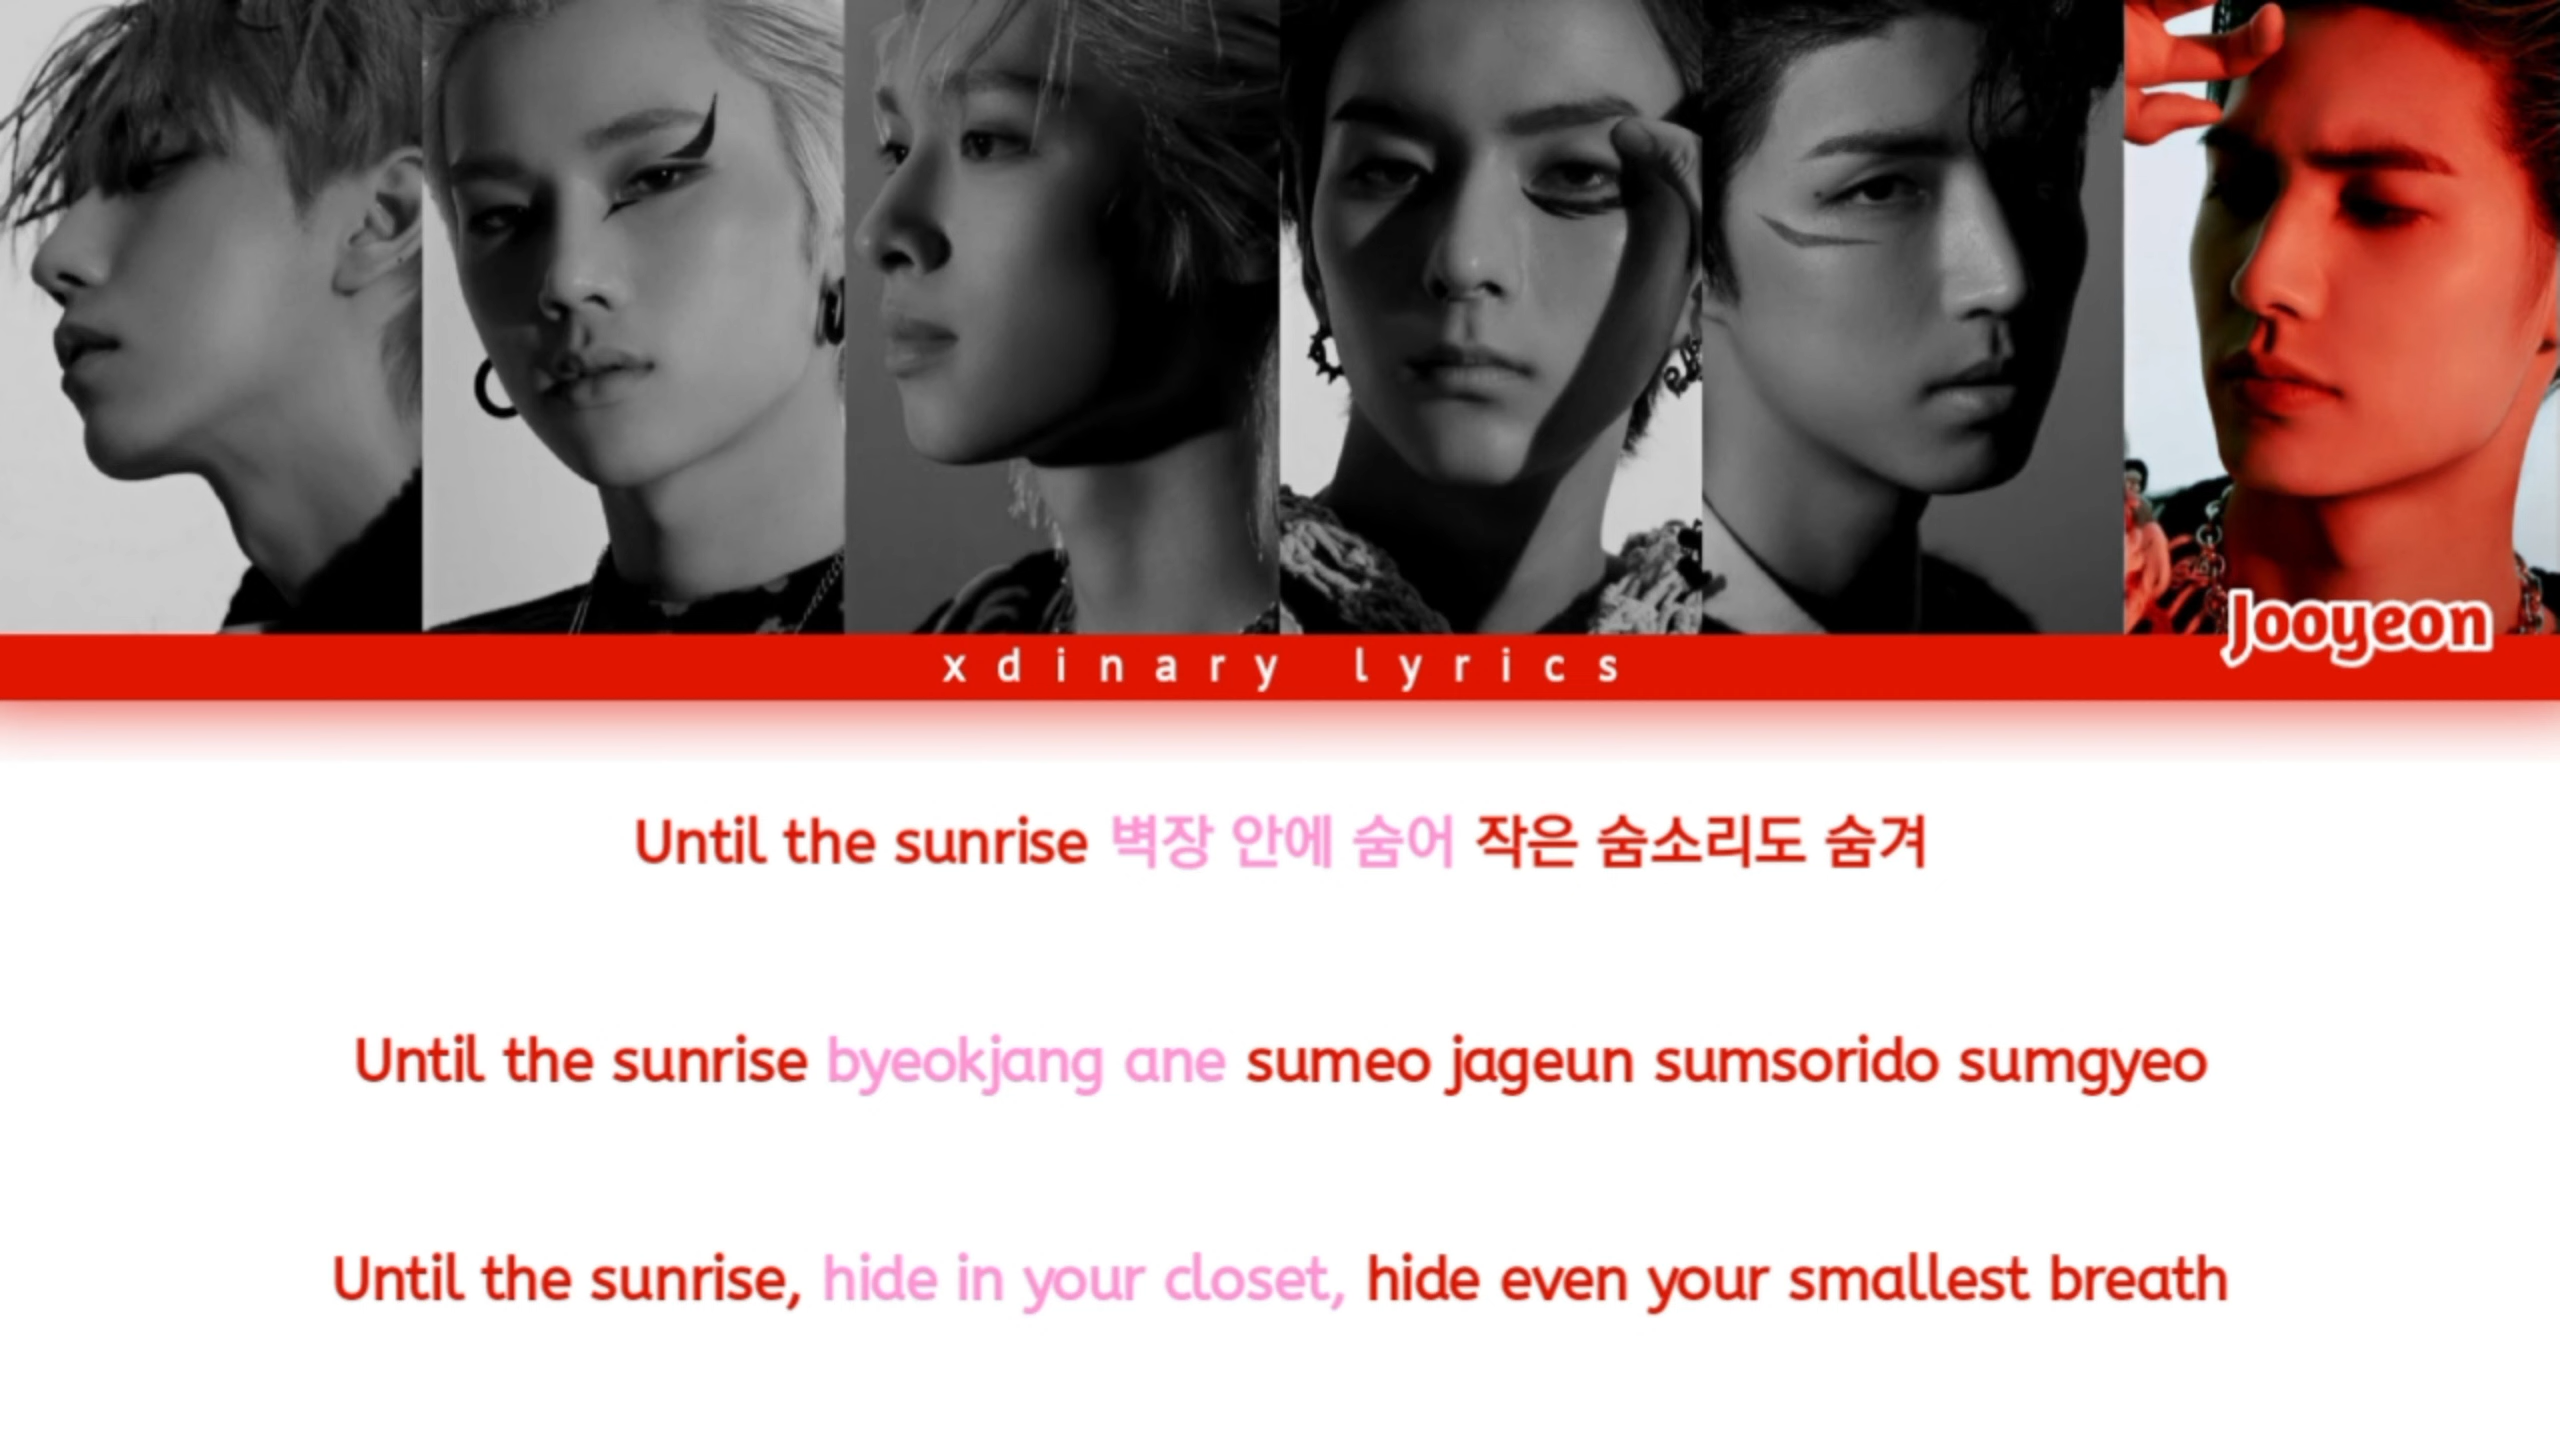 Jooyeon
xdinary lyrics
Until the sunrise 벽장 안에 숨어 작은 숨소리도 숨겨
Until the sunrise byeokjang ane sumeo jageun sumsorido sumgyeo
Until the sunrise, hide in your closet, hide even your smallest breath